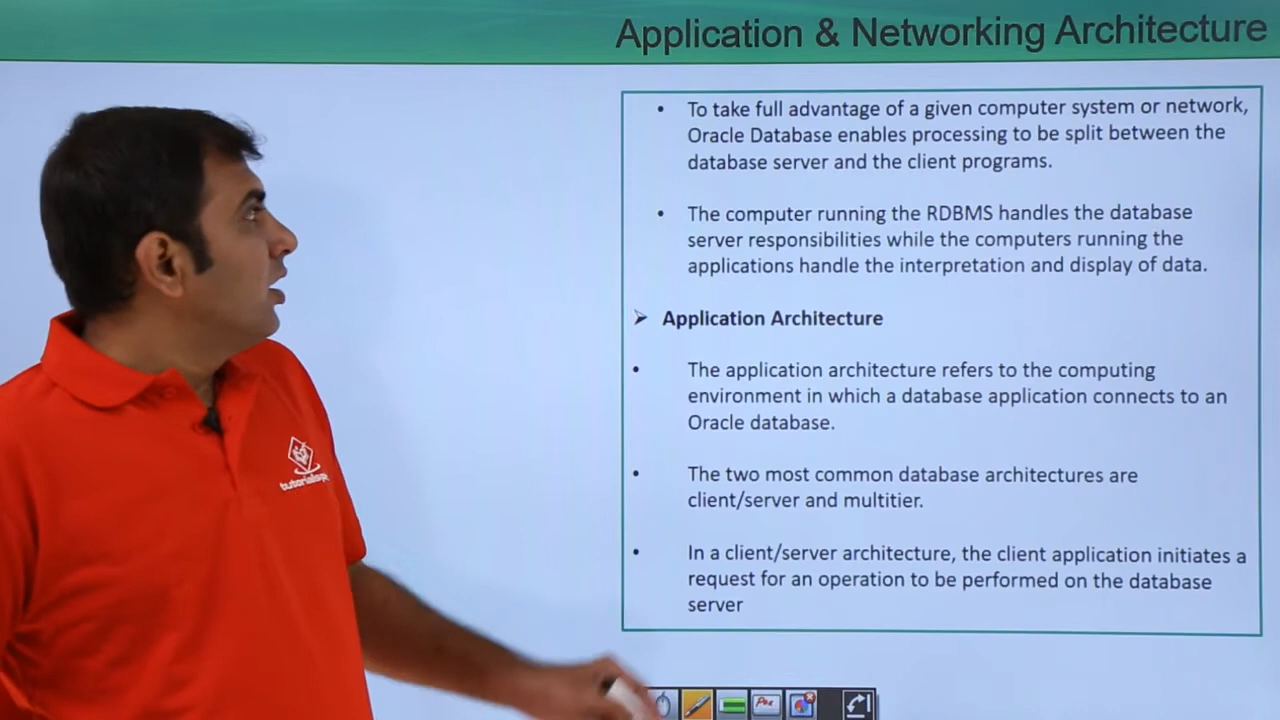 Application & Networking Architecture
• To take full advantage of a given computer system or network,
Oracle Database enables processing to be split between the
database server and the client programs.
• The computer running the RDBMS handles the database
server responsibilities while the computers running the
applications handle the interpretation and display of data.
➢ Application Architecture
• The application architecture refers to the computing
environment in which a database application connects to an
Oracle database.
• The two most common database architectures are
client/server and multitier.
• In a client/server architecture, the client application initiates a
request for an operation to be performed on the database
server